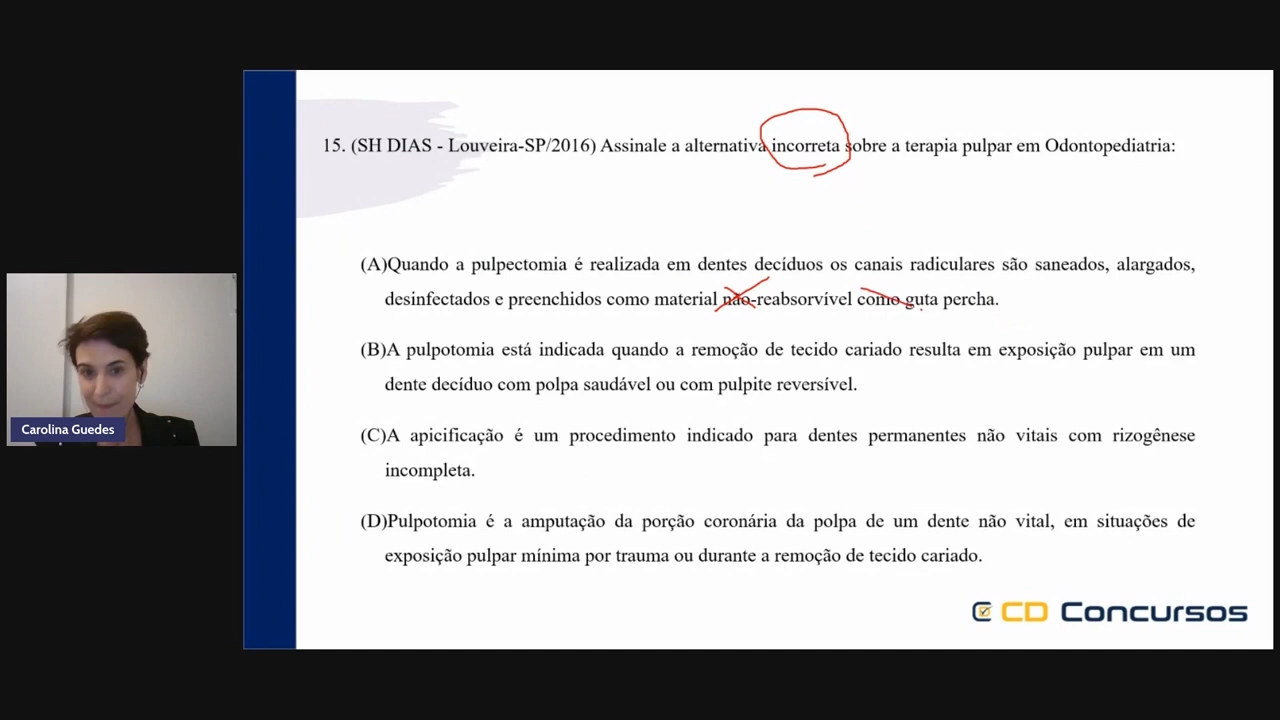 15. (SH DIAS - Louveira-SP/2016) Assinale a alternativa incorreta sobre a terapia pulpar em Odontopediatria:
(A)Quando a pulpectomia é realizada em dentes decíduos os canais radiculares são saneados, alargados,
desinfectados e preenchidos como material não-reabsorvível como guta percha.
(B)A pulpotomia está indicada quando a remoção de tecido cariado resulta em exposição pulpar em um
dente decíduo com polpa saudável ou com pulpite reversível.
(C)A apicificação é um procedimento indicado para dentes permanentes não vitais com rizogênese
incompleta.
(D)Pulpotomia é a amputação da porção coronária da polpa de um dente não vital, em situações de
exposição pulpar mínima por trauma ou durante a remoção de tecido cariado.
Carolina Guedes
CD Concursos